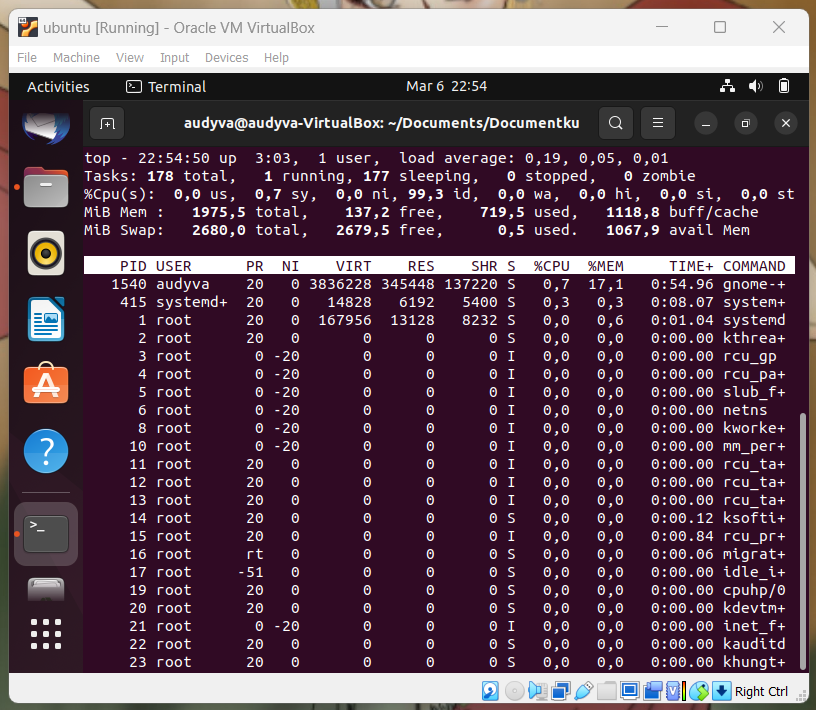 ubuntu [Running] - Oracle VM VirtualBox
File Machine View Input Devices Help
Activities Terminal Mar 6 22:54
audyva@audyva-VirtualBox: ~/Documents/Documentku
top - 22:54:50 up  3:03,  1 user,  load average: 0,19, 0,05, 0,01
Tasks: 178 total,   1 running, 177 sleeping,   0 stopped,   0 zombie
%Cpu(s):  0,0 us,  0,7 sy,  0,0 ni, 99,3 id,  0,0 wa,  0,0 hi,  0,0 si,  0,0 st
MiB Mem :   1975,5 total,    137,2 free,    719,5 used,   1118,8 buff/cache
MiB Swap:   2680,0 total,   2679,5 free,      0,5 used.   1067,9 avail Mem
PID USER      PR  NI    VIRT    RES    SHR S  %CPU  %MEM     TIME+ COMMAND
1540 audyva    20   0 3836228 345448 137220 S   0,7  17,1   0:54.96 gnome-+
415 systemd+  20   0   14828   6192   5400 S   0,3   0,3   0:08.07 system+
1 root      20   0  167956  13128   8232 S   0,0   0,6   0:01.04 systemd
2 root      20   0       0      0      0 S   0,0   0,0   0:00.00 kthrea+
3 root       0 -20       0      0      0 I   0,0   0,0   0:00.00 rcu_gp
4 root       0 -20       0      0      0 I   0,0   0,0   0:00.00 rcu_pa+
5 root       0 -20       0      0      0 I   0,0   0,0   0:00.00 slub_f+
6 root       0 -20       0      0      0 I   0,0   0,0   0:00.00 netns
8 root       0 -20       0      0      0 I   0,0   0,0   0:00.00 kworke+
10 root       0 -20       0      0      0 I   0,0   0,0   0:00.00 mm_per+
11 root      20   0       0      0      0 I   0,0   0,0   0:00.00 rcu_ta+
12 root      20   0       0      0      0 I   0,0   0,0   0:00.00 rcu_ta+
13 root      20   0       0      0      0 I   0,0   0,0   0:00.00 rcu_ta+
14 root      20   0       0      0      0 S   0,0   0,0   0:00.12 ksofti+
15 root      20   0       0      0      0 I   0,0   0,0   0:00.84 rcu_pr+
16 root      rt   0       0      0      0 S   0,0   0,0   0:00.06 migrat+
17 root     -51   0       0      0      0 S   0,0   0,0   0:00.00 idle_i+
19 root      20   0       0      0      0 S   0,0   0,0   0:00.00 cpuhp/0
20 root      20   0       0      0      0 S   0,0   0,0   0:00.00 kdevtm+
21 root       0 -20       0      0      0 I   0,0   0,0   0:00.00 inet_f+
22 root      20   0       0      0      0 S   0,0   0,0   0:00.00 kauditd
23 root      20   0       0      0      0 S   0,0   0,0   0:00.00 khungt+
Right Ctrl